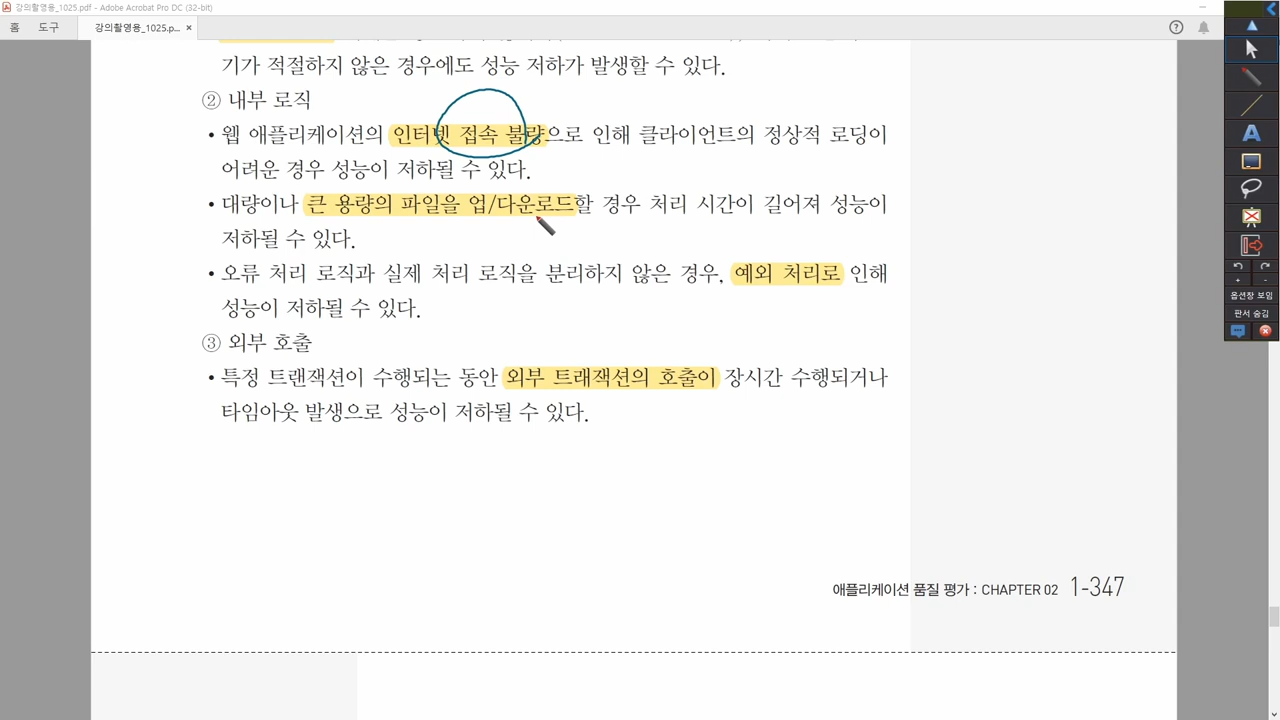 강의촬영용_1025.pdf - Adobe Acrobat Pro DC (32-bit)
홈 도구 강의촬영용_1025.p... ×
기가 적절하지 않은 경우에도 성능 저하가 발생할 수 있다.
② 내부 로직
• 웹 애플리케이션의 인터넷 접속 불량으로 인해 클라이언트의 정상적 로딩이
어려운 경우 성능이 저하될 수 있다.
• 대량이나 큰 용량의 파일을 업/다운로드할 경우 처리 시간이 길어져 성능이
저하될 수 있다.
• 오류 처리 로직과 실제 처리 로직을 분리하지 않은 경우, 예외 처리로 인해
성능이 저하될 수 있다.
③ 외부 호출
• 특정 트랜잭션이 수행되는 동안 외부 트래잭션의 호출이 장시간 수행되거나
타임아웃 발생으로 성능이 저하될 수 있다.
애플리케이션 품질 평가 : CHAPTER 02 1-347
A
+ -
옵션창 보임
판서 숨김